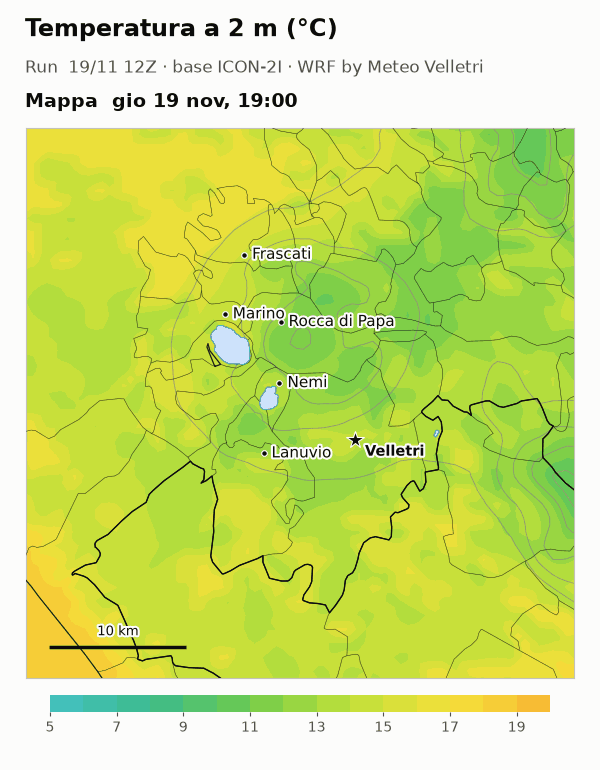 Temperatura a 2 m (°C)
Run  19/11 12Z · base ICON-2I · WRF by Meteo Velletri
Mappa  gio 19 nov, 19:00
Frascati
Marino
Rocca di Papa
Nemi
Velletri
Lanuvio
10 km
5 7 9 11 13 15 17 19